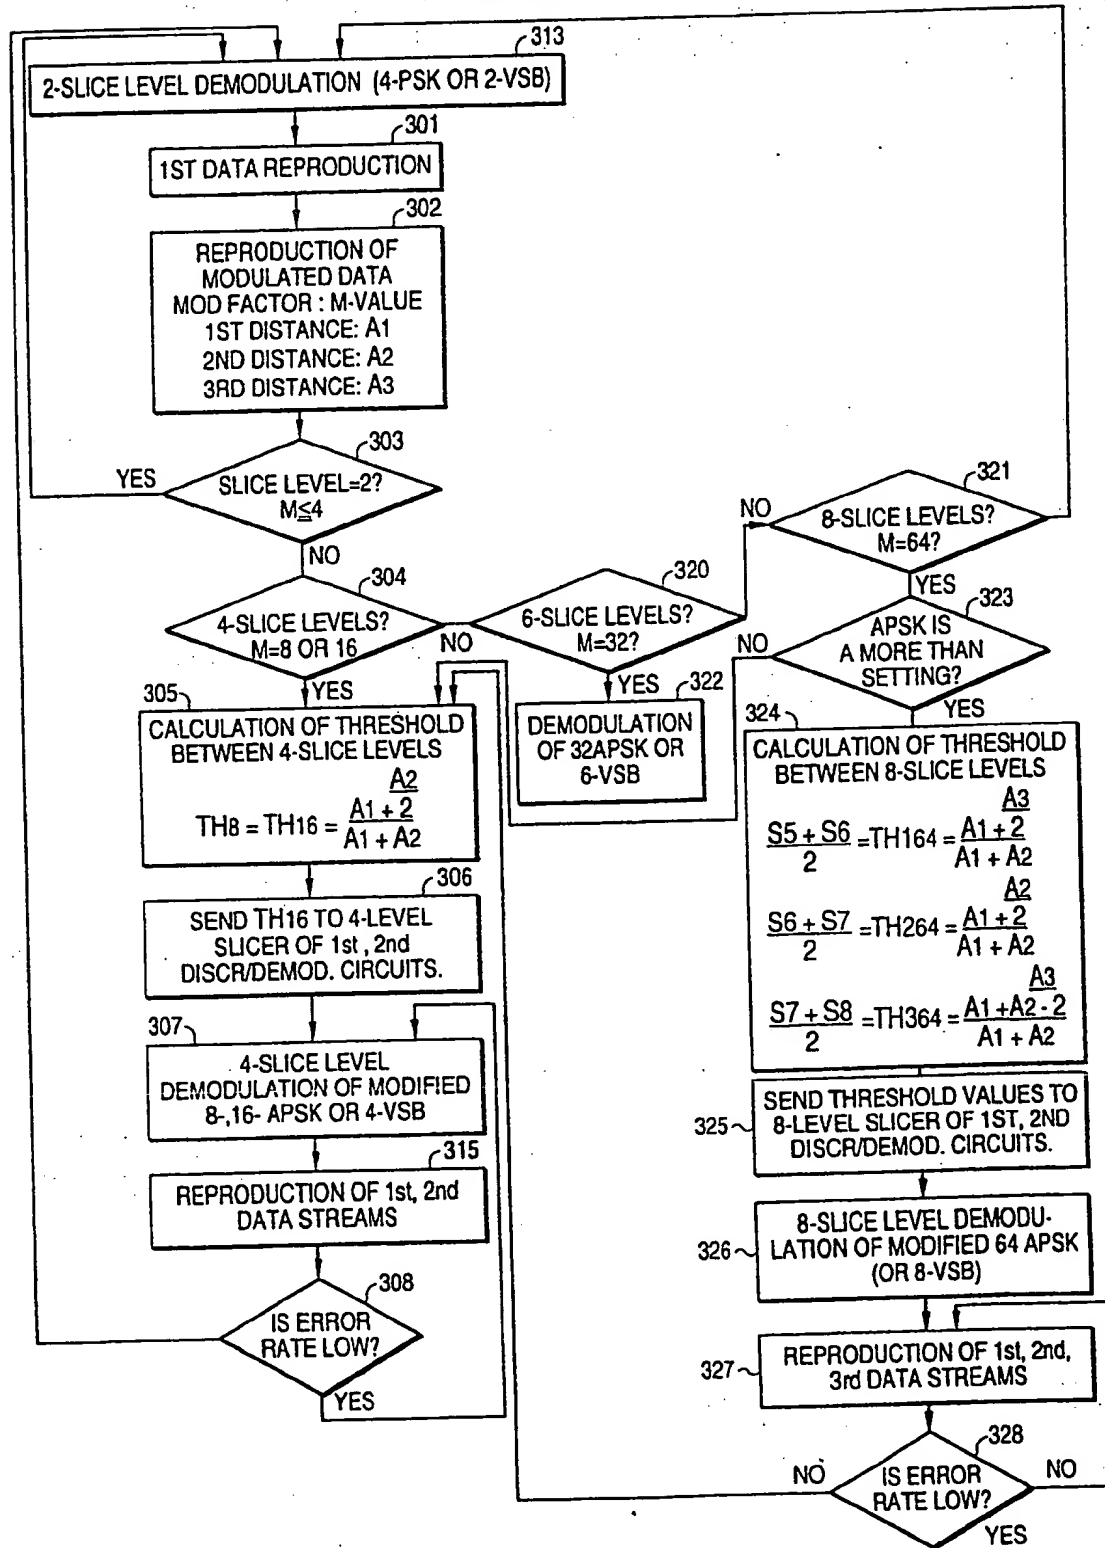 313
2-SLICE LEVEL DEMODULATION (4-PSK OR 2-VSB)
301
1ST DATA REPRODUCTION
302
REPRODUCTION OF
MODULATED DATA
MOD FACTOR : M-VALUE
1ST DISTANCE: A1
2ND DISTANCE: A2
3RD DISTANCE: A3
303
YES
SLICE LEVEL=2?
M≦4
NO
304
4-SLICE LEVELS?
M=8 OR 16
NO
YES
320
6-SLICE LEVELS?
M=32?
NO
YES
321
8-SLICE LEVELS?
M=64?
YES
323
NO
APSK IS
A MORE THAN
SETTING?
YES
322
DEMODULATION
OF 32APSK OR
6-VSB
305
CALCULATION OF THRESHOLD
BETWEEN 4-SLICE LEVELS
A2
TH8 = TH16 = A1 + 2
A1 + A2
306
SEND TH16 TO 4-LEVEL
SLICER OF 1st , 2nd
DISCR/DEMOD. CIRCUITS.
307
4-SLICE LEVEL
DEMODULATION OF MODIFIED
8-,16- APSK OR 4-VSB
315
REPRODUCTION OF 1st, 2nd
DATA STREAMS
308
IS ERROR
RATE LOW?
YES
324
CALCULATION OF THRESHOLD
BETWEEN 8-SLICE LEVELS
A3
S5 + S6 =TH164= A1 + 2
2 A1 + A2
A2
S6 + S7 =TH264= A1 + 2
2 A1 + A2
A3
S7 + S8 =TH364= A1 +A2 - 2
2 A1 + A2
325
SEND THRESHOLD VALUES TO
8-LEVEL SLICER OF 1ST, 2ND
DISCR/DEMOD. CIRCUITS.
326
8-SLICE LEVEL DEMODU-
LATION OF MODIFIED 64 APSK
(OR 8-VSB)
327
REPRODUCTION OF 1st, 2nd,
3rd DATA STREAMS
328
NO
IS ERROR
RATE LOW?
NO
YES